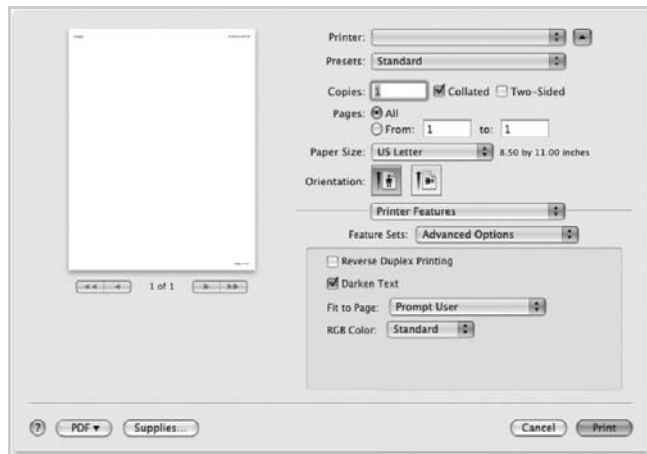 Printer:
Presets: Standard
Copies: 1 Collated Two-Sided
Pages: All
From: 1 to: 1
Paper Size: US Letter 8.50 by 11.00 inches
Orientation:
Printer Features
Feature Sets: Advanced Options
Reverse Duplex Printing
Darken Text
Fit to Page: Prompt User
RGB Color: Standard
1 of 1
? PDF Supplies... Cancel Print